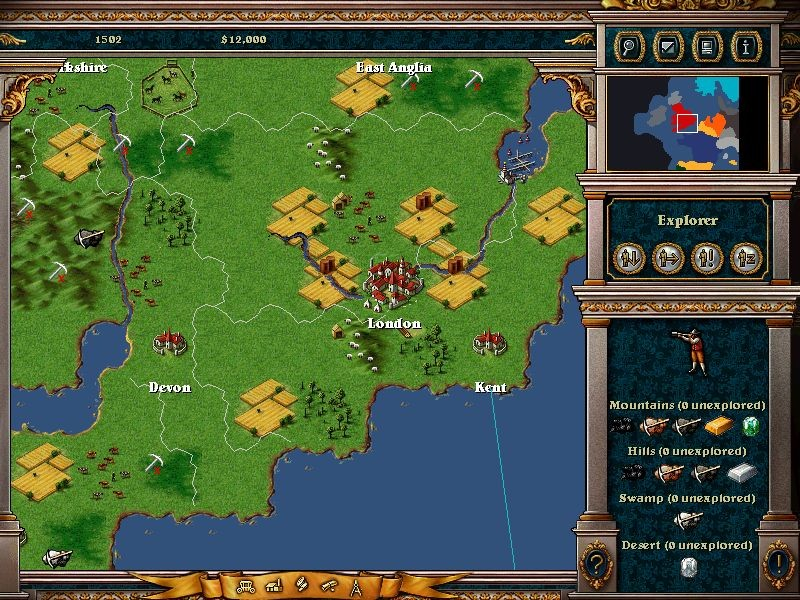 1502 $12,000
rkshire
East Anglia
London
Devon
Kent
Explorer
Mountains (0 unexplored)
Hills (0 unexplored)
Swamp (0 unexplored)
Desert (0 unexplored)